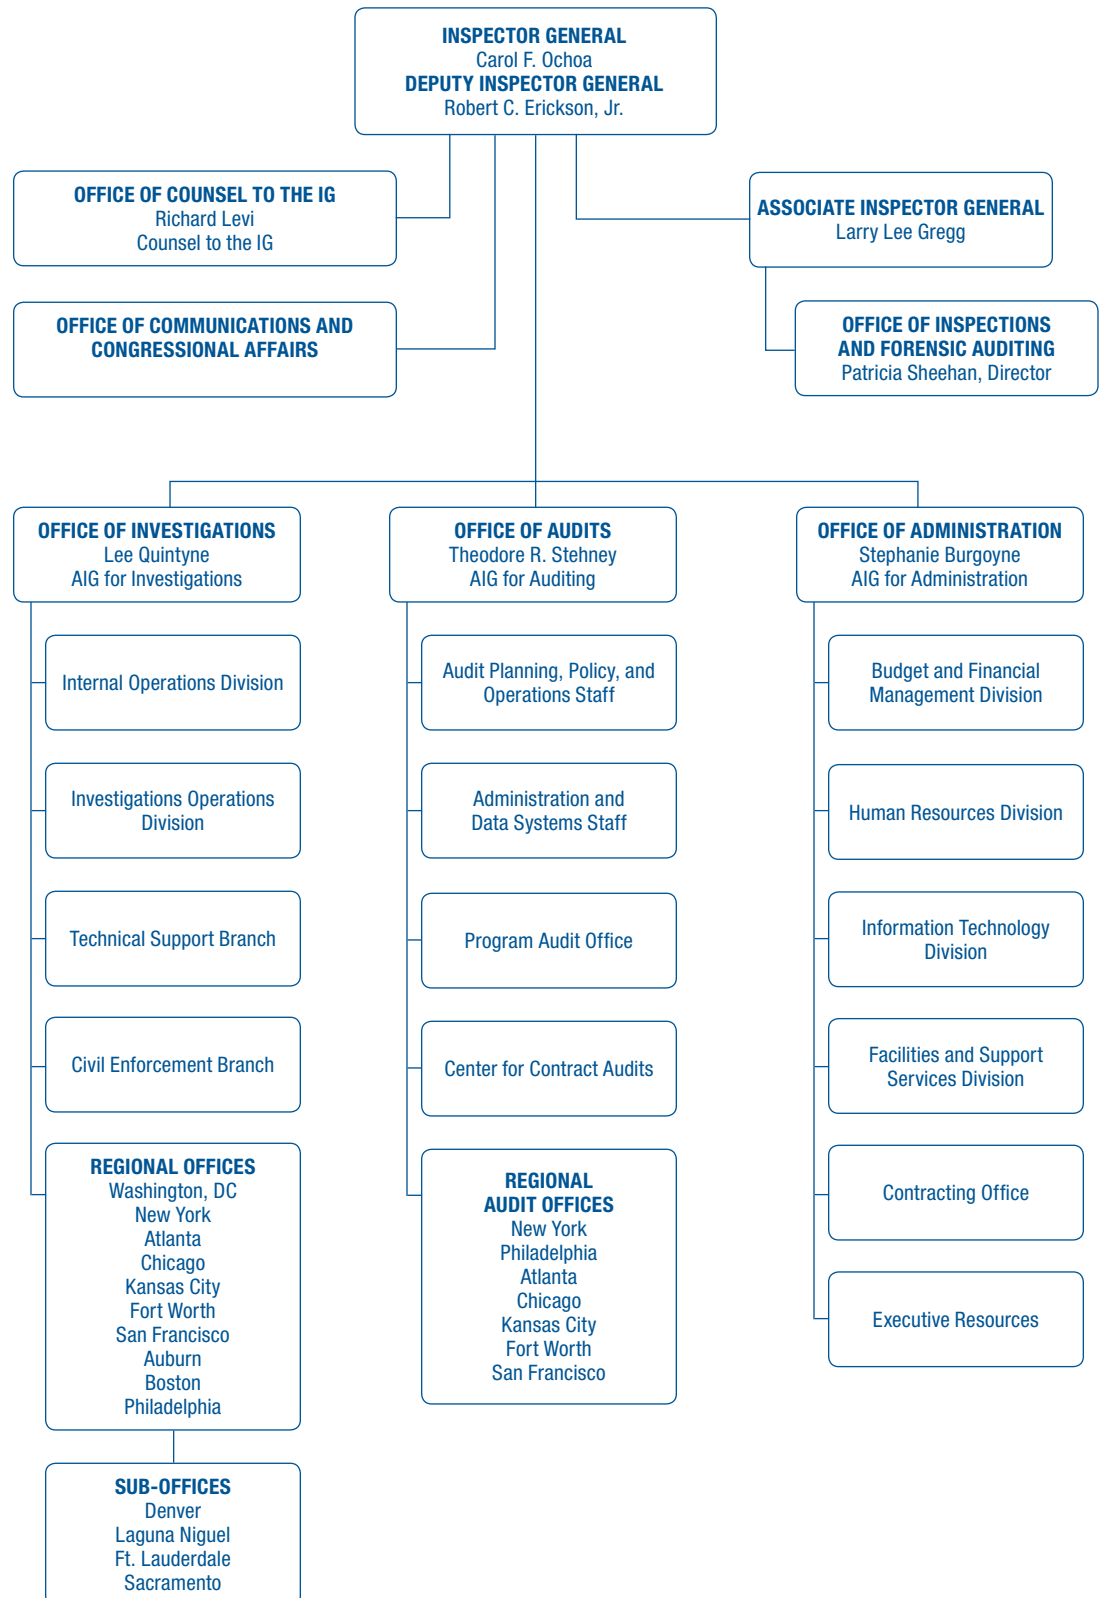 INSPECTOR GENERAL
Carol F. Ochoa
DEPUTY INSPECTOR GENERAL
Robert C. Erickson, Jr.
OFFICE OF COUNSEL TO THE IG
Richard Levi
Counsel to the IG
ASSOCIATE INSPECTOR GENERAL
Larry Lee Gregg
OFFICE OF COMMUNICATIONS AND
CONGRESSIONAL AFFAIRS
OFFICE OF INSPECTIONS
AND FORENSIC AUDITING
Patricia Sheehan, Director
OFFICE OF INVESTIGATIONS
Lee Quintyne
AIG for Investigations
Internal Operations Division
Investigations Operations
Division
Technical Support Branch
Civil Enforcement Branch
REGIONAL OFFICES
Washington, DC
New York
Atlanta
Chicago
Kansas City
Fort Worth
San Francisco
Auburn
Boston
Philadelphia
SUB-OFFICES
Denver
Laguna Niguel
Ft. Lauderdale
Sacramento
OFFICE OF AUDITS
Theodore R. Stehney
AIG for Auditing
Audit Planning, Policy, and
Operations Staff
Administration and
Data Systems Staff
Program Audit Office
Center for Contract Audits
REGIONAL
AUDIT OFFICES
New York
Philadelphia
Atlanta
Chicago
Kansas City
Fort Worth
San Francisco
OFFICE OF ADMINISTRATION
Stephanie Burgoyne
AIG for Administration
Budget and Financial
Management Division
Human Resources Division
Information Technology
Division
Facilities and Support
Services Division
Contracting Office
Executive Resources